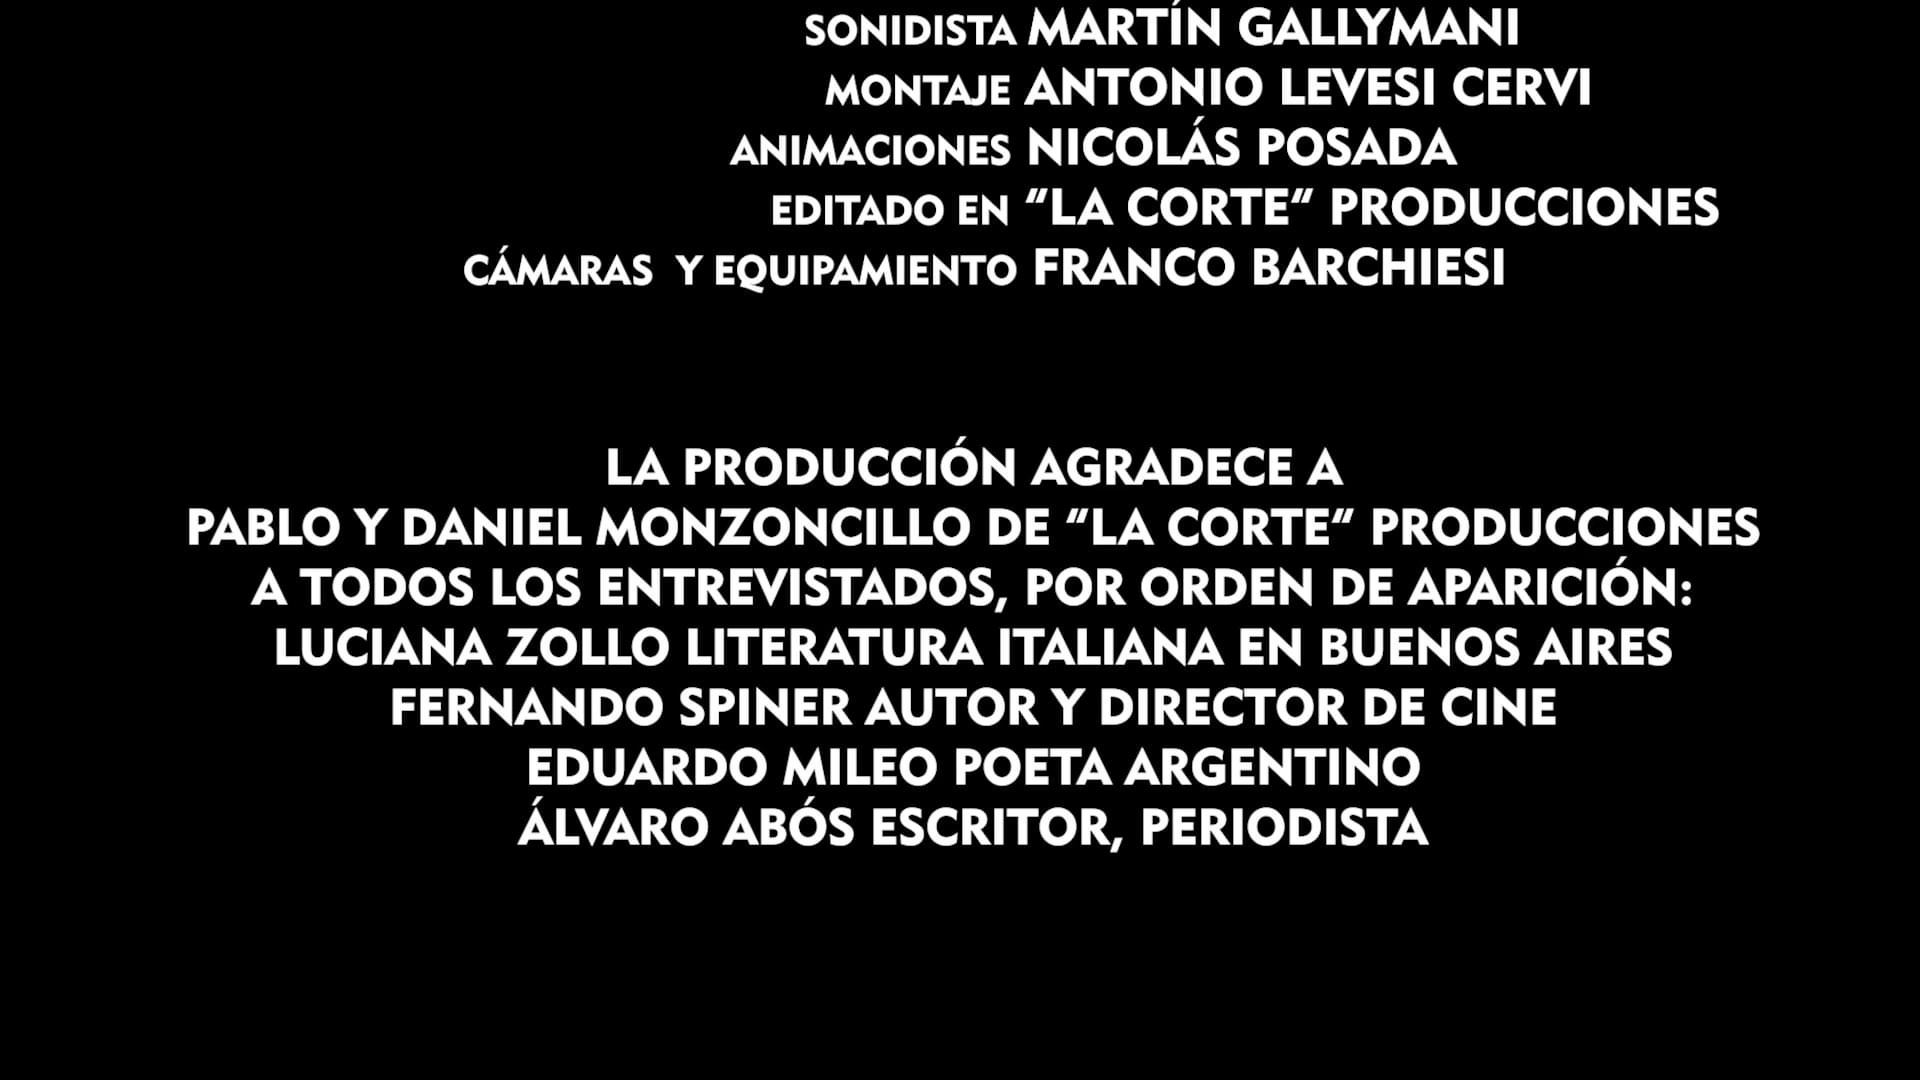 SONIDISTA MARTÍN GALLYMANI
MONTAJE ANTONIO LEVESI CERVI
ANIMACIONES NICOLÁS POSADA
EDITADO EN “LA CORTE“ PRODUCCIONES
CÁMARAS Y EQUIPAMIENTO FRANCO BARCHIESI
LA PRODUCCIÓN AGRADECE A
PABLO Y DANIEL MONZONCILLO DE “LA CORTE“ PRODUCCIONES
A TODOS LOS ENTREVISTADOS, POR ORDEN DE APARICIÓN:
LUCIANA ZOLLO LITERATURA ITALIANA EN BUENOS AIRES
FERNANDO SPINER AUTOR Y DIRECTOR DE CINE
EDUARDO MILEO POETA ARGENTINO
ÁLVARO ABÓS ESCRITOR, PERIODISTA